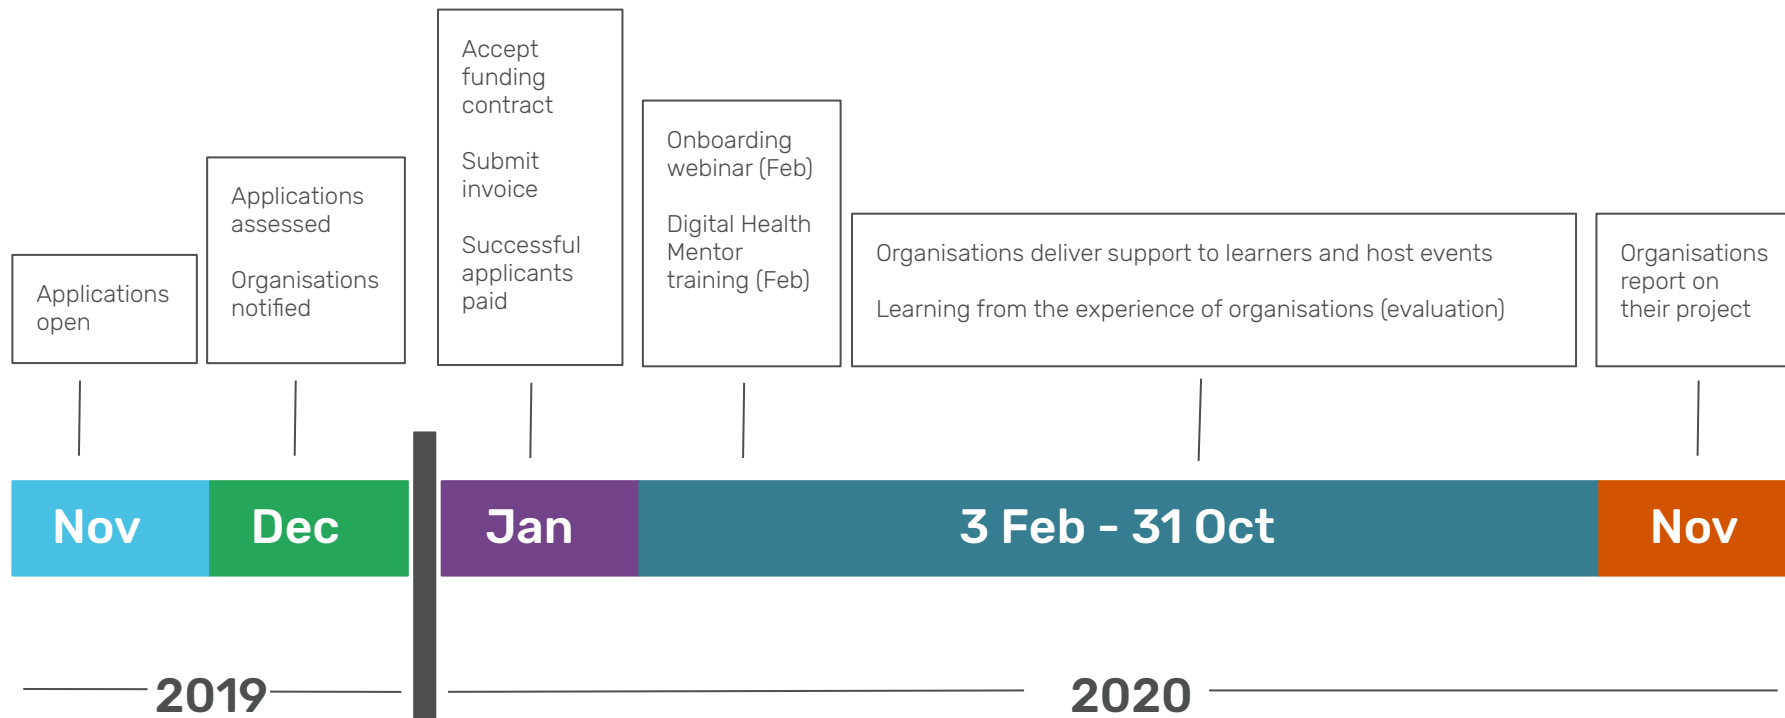 Applications
open
Applications
assessed
Organisations
notified
Accept
funding
contract
Submit
invoice
Successful
applicants
paid
Onboarding
webinar (Feb)
Digital Health
Mentor
training (Feb)
Organisations deliver support to learners and host events
Learning from the experience of organisations (evaluation)
Organisations
report on
their project
Nov
Dec
Jan
3 Feb - 31 Oct
Nov
2019
2020